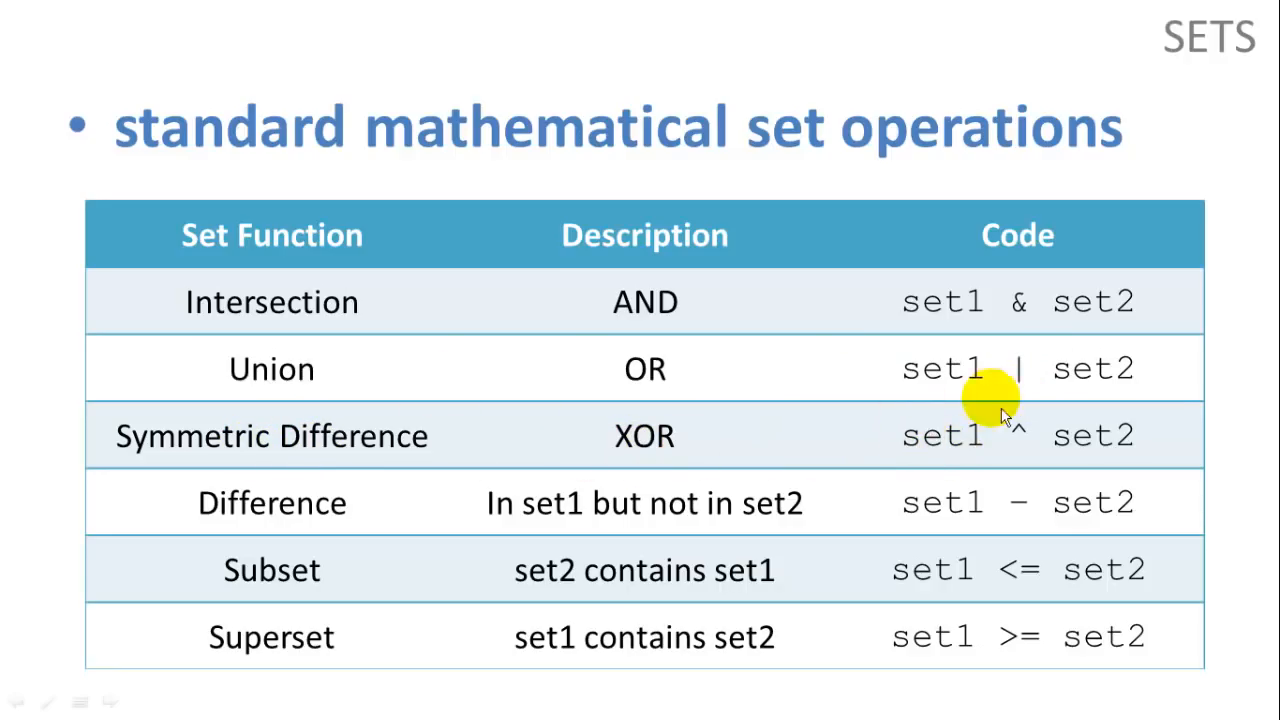 SETS
• standard mathematical set operations
Set Function Description Code
Intersection AND set1 & set2
Union OR set1 | set2
Symmetric Difference XOR set1 ^ set2
Difference In set1 but not in set2 set1 – set2
Subset set2 contains set1 set1 <= set2
Superset set1 contains set2 set1 >= set2